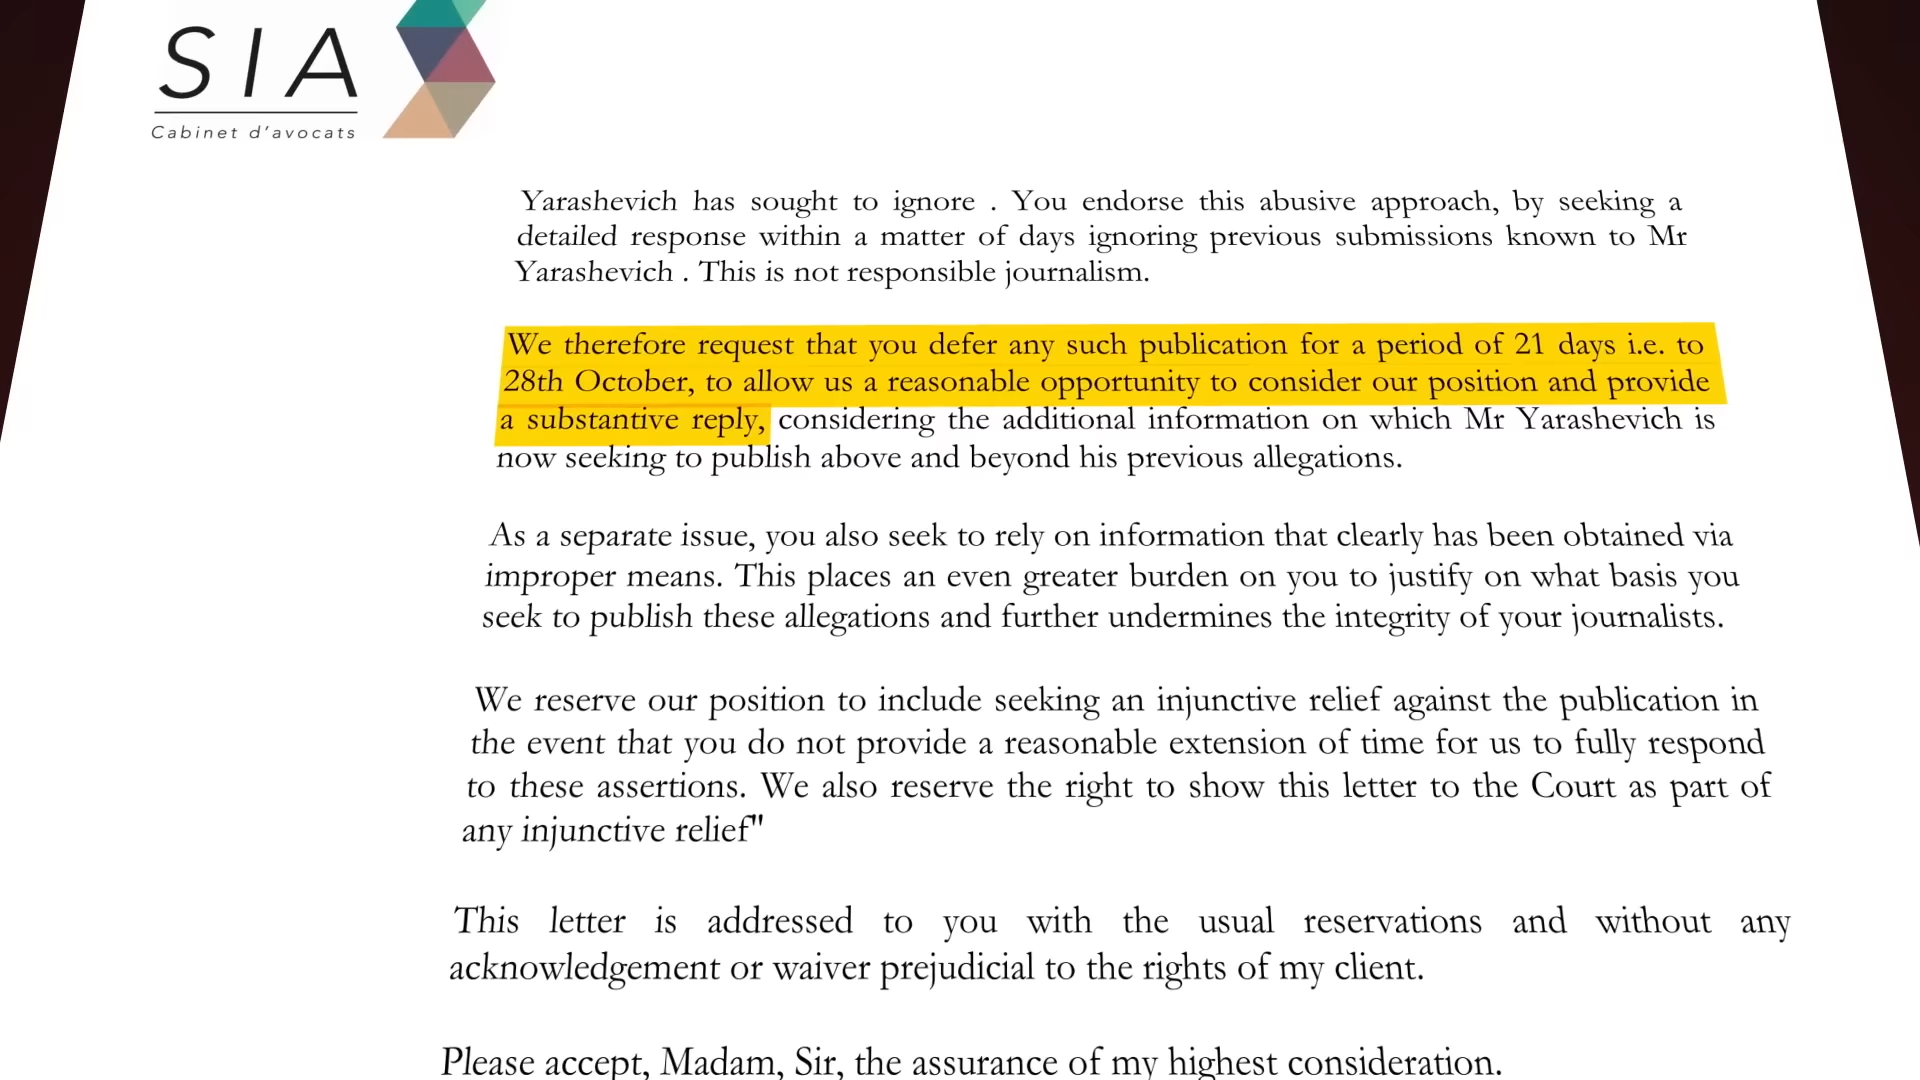 SIA
Cabinet d'avocats
Yarashevich has sought to ignore . You endorse this abusive approach, by seeking a
detailed response within a matter of days ignoring previous submissions known to Mr
Yarashevich . This is not responsible journalism.
We therefore request that you defer any such publication for a period of 21 days i.e. to
28th October, to allow us a reasonable opportunity to consider our position and provide
a substantive reply, considering the additional information on which Mr Yarashevich is
now seeking to publish above and beyond his previous allegations.
As a separate issue, you also seek to rely on information that clearly has been obtained via
improper means. This places an even greater burden on you to justify on what basis you
seek to publish these allegations and further undermines the integrity of your journalists.
We reserve our position to include seeking an injunctive relief against the publication in
the event that you do not provide a reasonable extension of time for us to fully respond
to these assertions. We also reserve the right to show this letter to the Court as part of
any injunctive relief"
This letter is addressed to you with the usual reservations and without any
acknowledgement or waiver prejudicial to the rights of my client.
Please accept, Madam, Sir, the assurance of my highest consideration.